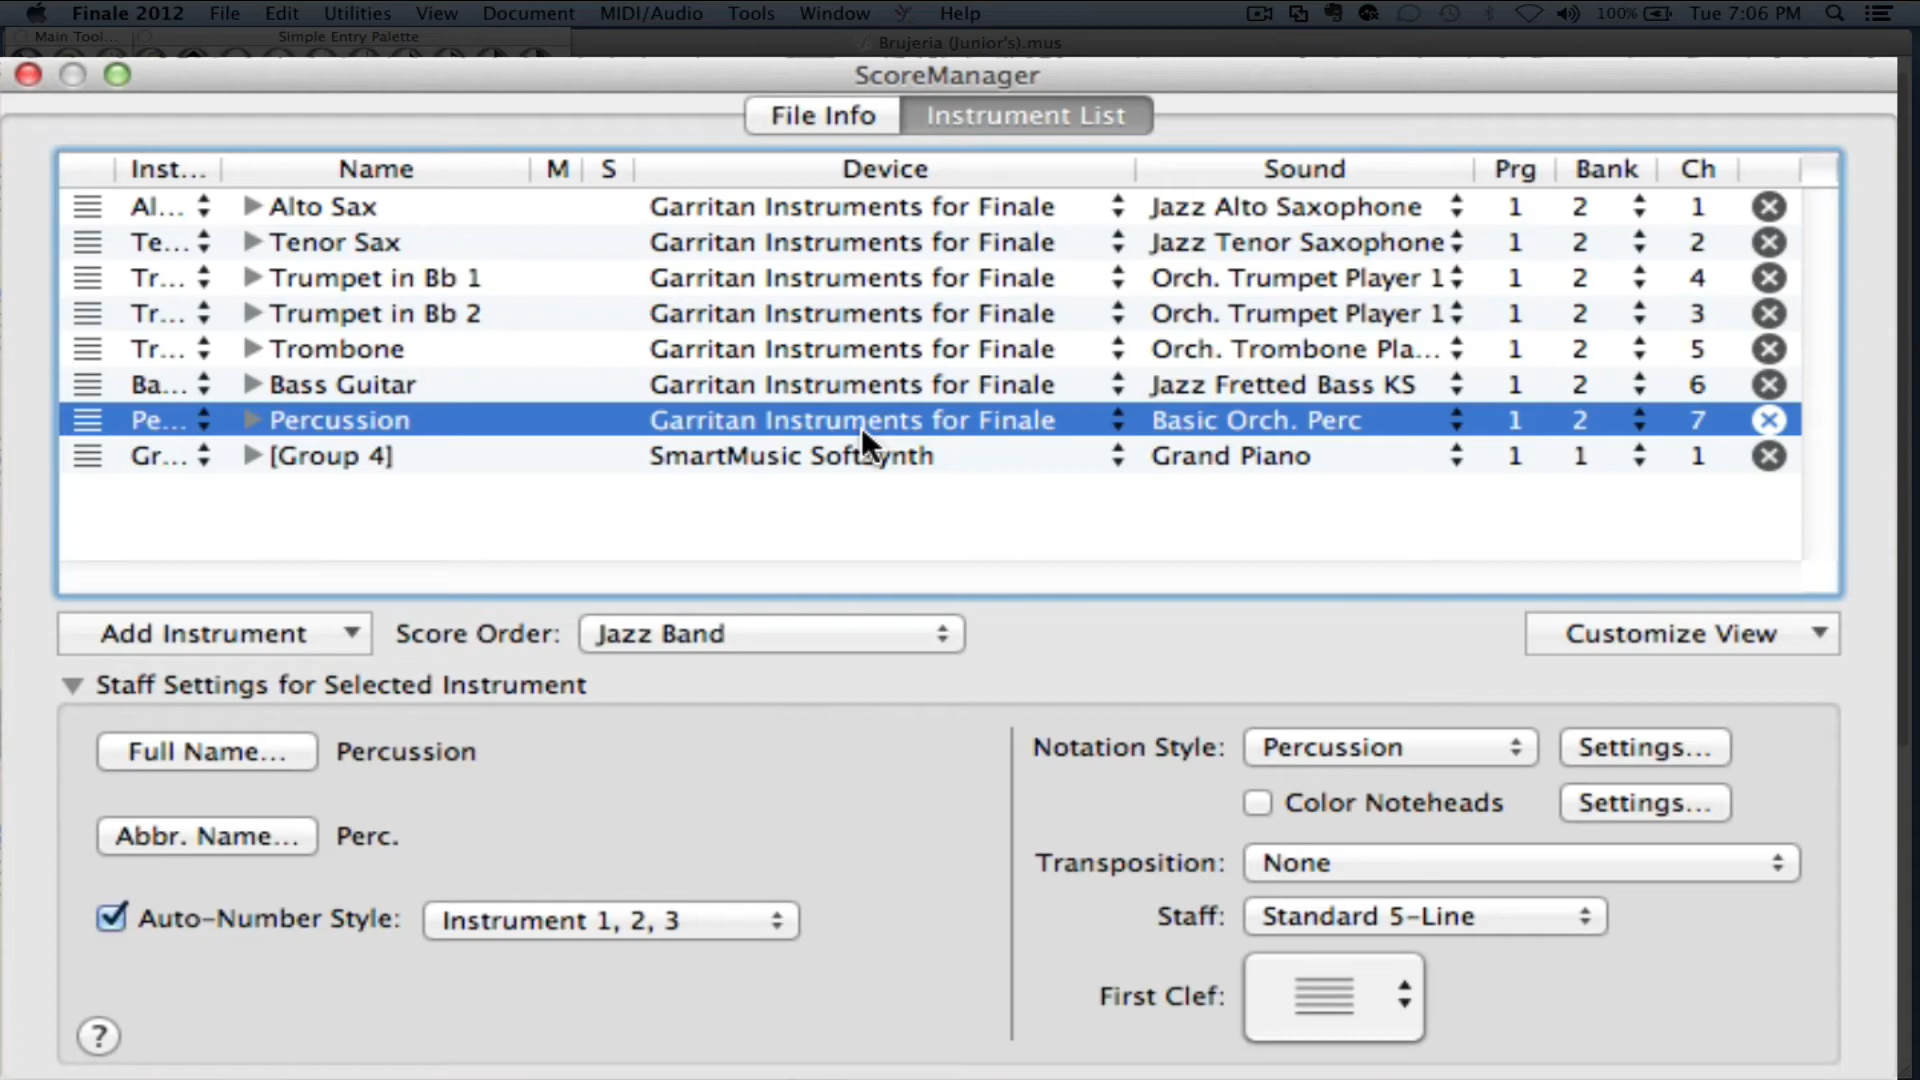 Finale 2012 File Edit Utilities View Document MIDI/Audio Tools Window Help 100% Tue 7:06 PM
Main Tool... Simple Entry Palette
Brujeria (Junior's).mus
ScoreManager
File Info Instrument List
Inst... Name M S Device Sound Prg Bank Ch
Al... Alto Sax Garritan Instruments for Finale Jazz Alto Saxophone 1 2 1
Te... Tenor Sax Garritan Instruments for Finale Jazz Tenor Saxophone 1 2 2
Tr... Trumpet in Bb 1 Garritan Instruments for Finale Orch. Trumpet Player 1 1 2 4
Tr... Trumpet in Bb 2 Garritan Instruments for Finale Orch. Trumpet Player 1 1 2 3
Tr... Trombone Garritan Instruments for Finale Orch. Trombone Pla... 1 2 5
Ba... Bass Guitar Garritan Instruments for Finale Jazz Fretted Bass KS 1 2 6
Pe... Percussion Garritan Instruments for Finale Basic Orch. Perc 1 2 7
Gr... [Group 4] SmartMusic SoftSynth Grand Piano 1 1 1
Add Instrument Score Order: Jazz Band Customize View
Staff Settings for Selected Instrument
Full Name... Percussion
Notation Style: Percussion Settings...
Color Noteheads Settings...
Abbr. Name... Perc.
Transposition: None
Auto-Number Style: Instrument 1, 2, 3
Staff: Standard 5-Line
First Clef:
?